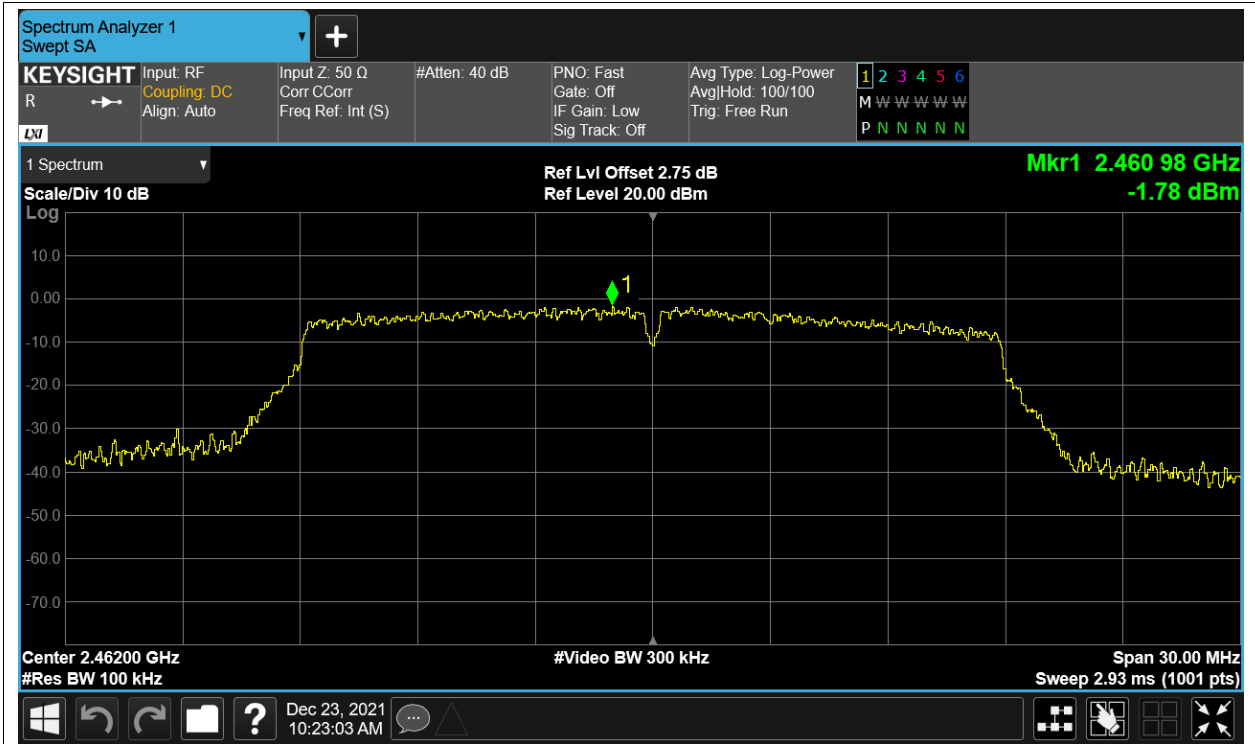 Spectrum Analyzer 1
Swept SA
KEYSIGHT
R
LXI
Input: RF
Coupling: DC
Align: Auto
Input Z: 50 Ω
Corr CCorr
Freq Ref: Int (S)
#Atten: 40 dB
PNO: Fast
Gate: Off
IF Gain: Low
Sig Track: Off
Avg Type: Log-Power
Avg|Hold: 100/100
Trig: Free Run
1 2 3 4 5 6
M W W W W W
P N N N N N
1 Spectrum
Scale/Div 10 dB
Ref Lvl Offset 2.75 dB
Ref Level 20.00 dBm
Mkr1 2.460 98 GHz
-1.78 dBm
Log
10.0
0.00
-10.0
-20.0
-30.0
-40.0
-50.0
-60.0
-70.0
1
Center 2.46200 GHz
#Res BW 100 kHz
#Video BW 300 kHz
Span 30.00 MHz
Sweep 2.93 ms (1001 pts)
?
Dec 23, 2021
10:23:03 AM